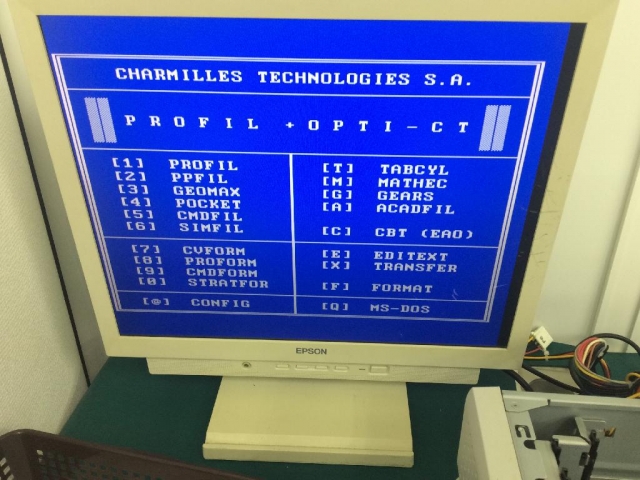 CHARMILLES TECHNOLOGIES S.A.
PROFIL +OPTI-CT
[1] PROFIL
[2] PPFIL
[3] GEOMAX
[4] POCKET
[5] CMDFIL
[6] SIMFIL
[T] TABCYL
[M] MATHEC
[G] GEARS
[A] ACADFIL
[C] CBT (EAO)
[7] CVFORM
[8] PROFORM
[9] CMDFORM
[0] STRATFOR
[E] EDITEXT
[X] TRANSFER
[F] FORMAT
[@] CONFIG
[Q] MS-DOS
EPSON